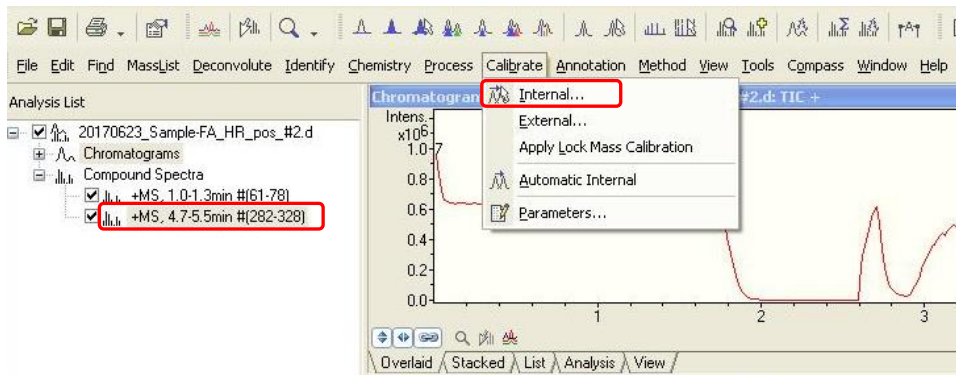 File Edit Find MassList Deconvolute Identify Chemistry Process Calibrate Annotation Method View Tools Compass Window Help
Analysis List
20170623_Sample-FA_HR_pos_#2.d
Chromatograms
Compound Spectra
+MS, 1.0-1.3min #(61-78)
+MS, 4.7-5.5min #(282-328)
Internal...
External...
Apply Lock Mass Calibration
Automatic Internal
Parameters...
#2.d: TIC +
Intens.
x10^6
1.0
0.8
0.6
0.4
0.2
0.0
1 2 3
Overlaid Stacked List Analysis View